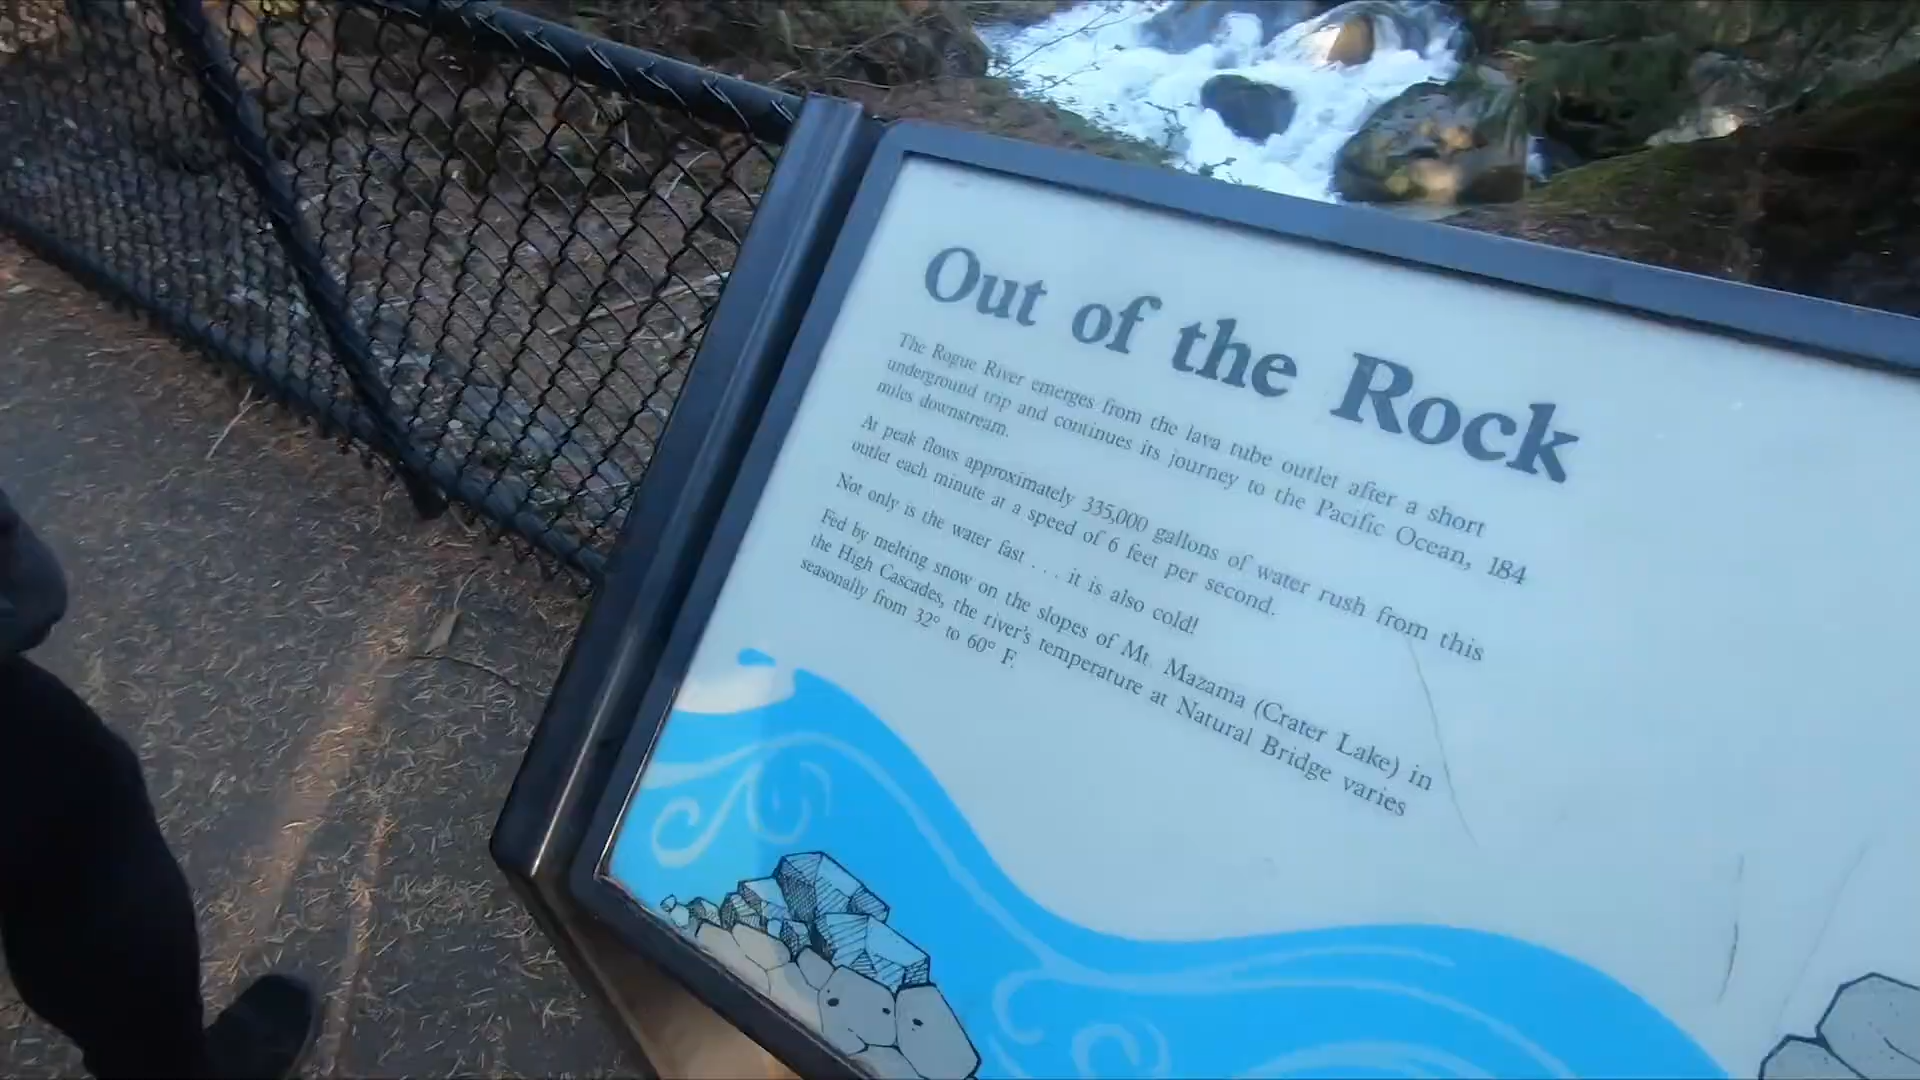 Out of the Rock
The Rogue River emerges from the lava tube outlet after a short
underground trip and continues its journey to the Pacific Ocean, 184
miles downstream.
At peak flows approximately 335,000 gallons of water rush from this
outlet each minute at a speed of 6 feet per second.
Not only is the water fast . . . it is also cold!
Fed by melting snow on the slopes of Mt. Mazama (Crater Lake) in
the High Cascades, the river's temperature at Natural Bridge varies
seasonally from 32° to 60° F.